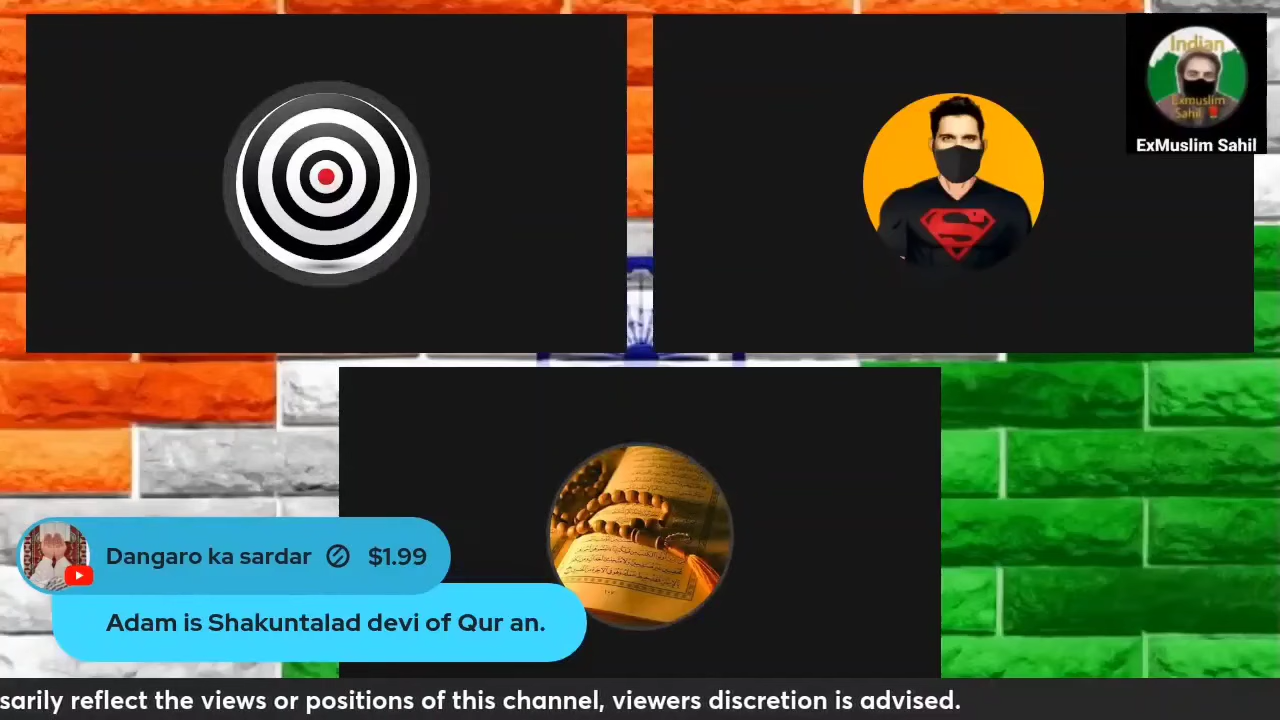 Indian
Exmuslim
Sahil
ExMuslim Sahil
Dangaro ka sardar $1.99
Adam is Shakuntalad devi of Qur an.
sarily reflect the views or positions of this channel, viewers discretion is advised.